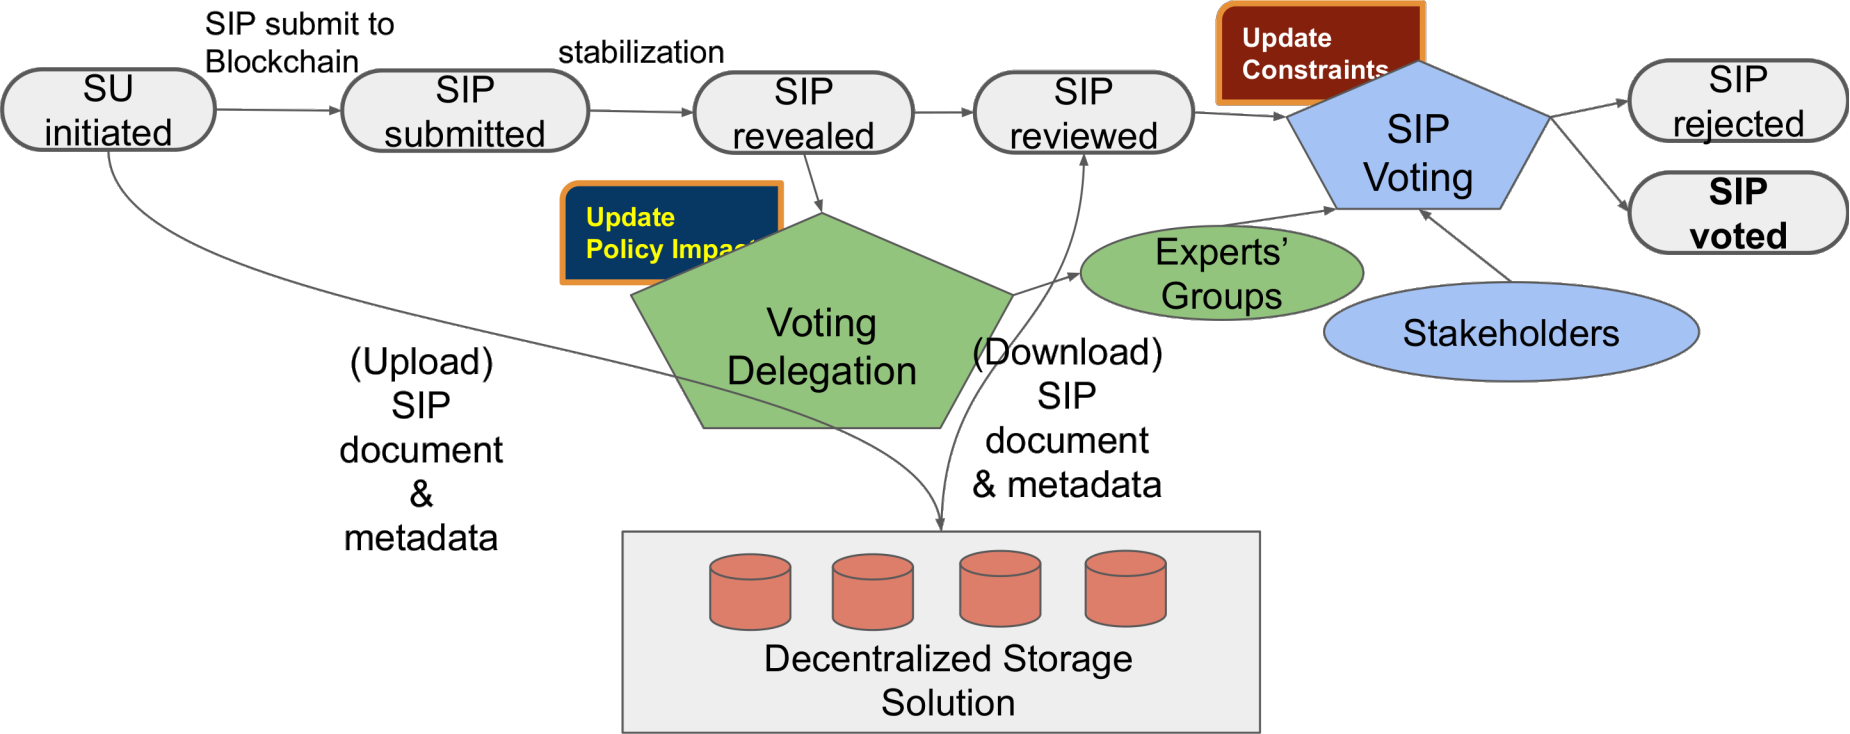 SIP submit to
Blockchain
stabilization
Update
Constraints
SU
initiated
SIP
submitted
SIP
revealed
SIP
reviewed
SIP
Voting
SIP
rejected
SIP
voted
Update
Policy Impact
Voting
Delegation
Experts’
Groups
Stakeholders
(Upload)
SIP
document
&
metadata
(Download)
SIP
document
& metadata
Decentralized Storage
Solution